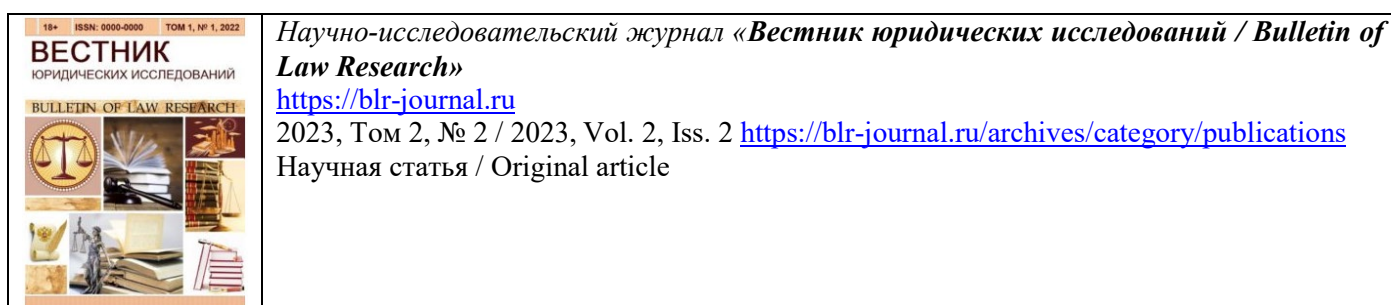 18+ ISSN: 0000-0000 ТОМ 1, № 1, 2022
ВЕСТНИК
ЮРИДИЧЕСКИХ ИССЛЕДОВАНИЙ
BULLETIN OF LAW RESEARCH
Научно-исследовательский журнал «Вестник юридических исследований / Bulletin of
Law Research»
https://blr-journal.ru
2023, Том 2, № 2 / 2023, Vol. 2, Iss. 2 https://blr-journal.ru/archives/category/publications
Научная статья / Original article